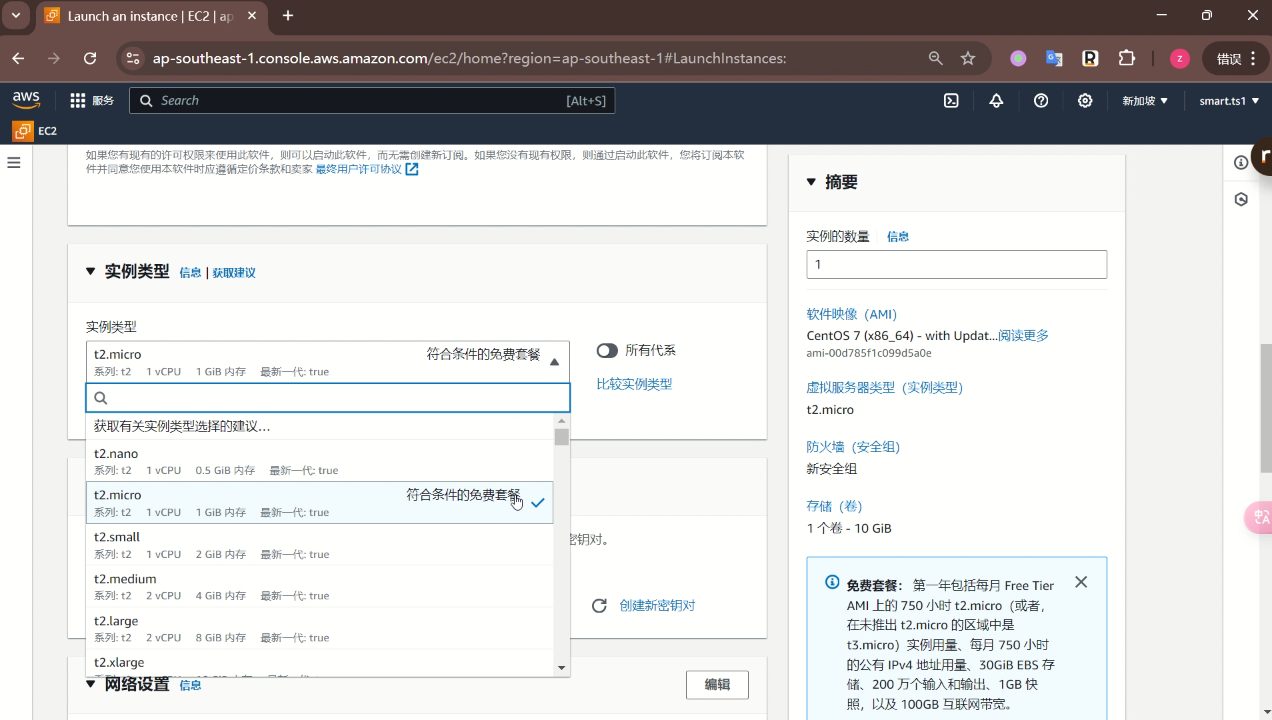 Launch an instance | EC2 | ap
ap-southeast-1.console.aws.amazon.com/ec2/home?region=ap-southeast-1#LaunchInstances:
错误
aws
服务
Search
[Alt+S]
新加坡
smart.ts1
EC2
如果您有现有的许可权限来使用此软件，则可以启动此软件，而无需创建新订阅。如果您没有现有权限，则通过启动此软件，您将订阅本软
件并同意您使用本软件时应遵循定价条款和卖家 最终用户许可协议
实例类型 信息 | 获取建议
实例类型
t2.micro 符合条件的免费套餐
系列: t2 1 vCPU 1 GiB 内存 最新一代: true
所有代系
比较实例类型
获取有关实例类型选择的建议...
t2.nano
系列: t2 1 vCPU 0.5 GiB 内存 最新一代: true
t2.micro 符合条件的免费套餐
系列: t2 1 vCPU 1 GiB 内存 最新一代: true
t2.small
系列: t2 1 vCPU 2 GiB 内存 最新一代: true
密钥对。
t2.medium
系列: t2 2 vCPU 4 GiB 内存 最新一代: true
创建新密钥对
t2.large
系列: t2 2 vCPU 8 GiB 内存 最新一代: true
t2.xlarge
网络设置 信息
编辑
摘要
实例的数量 信息
1
软件映像（AMI）
CentOS 7 (x86_64) - with Updat...阅读更多
ami-00d785f1c099d5a0e
虚拟服务器类型（实例类型）
t2.micro
防火墙（安全组）
新安全组
存储（卷）
1 个卷 - 10 GiB
免费套餐： 第一年包括每月 Free Tier
AMI 上的 750 小时 t2.micro（或者，
在未推出 t2.micro 的区域中是
t3.micro）实例用量、每月 750 小时
的公有 IPv4 地址用量、30GiB EBS 存
储、200 万个输入和输出、1GB 快
照，以及 100GB 互联网带宽。